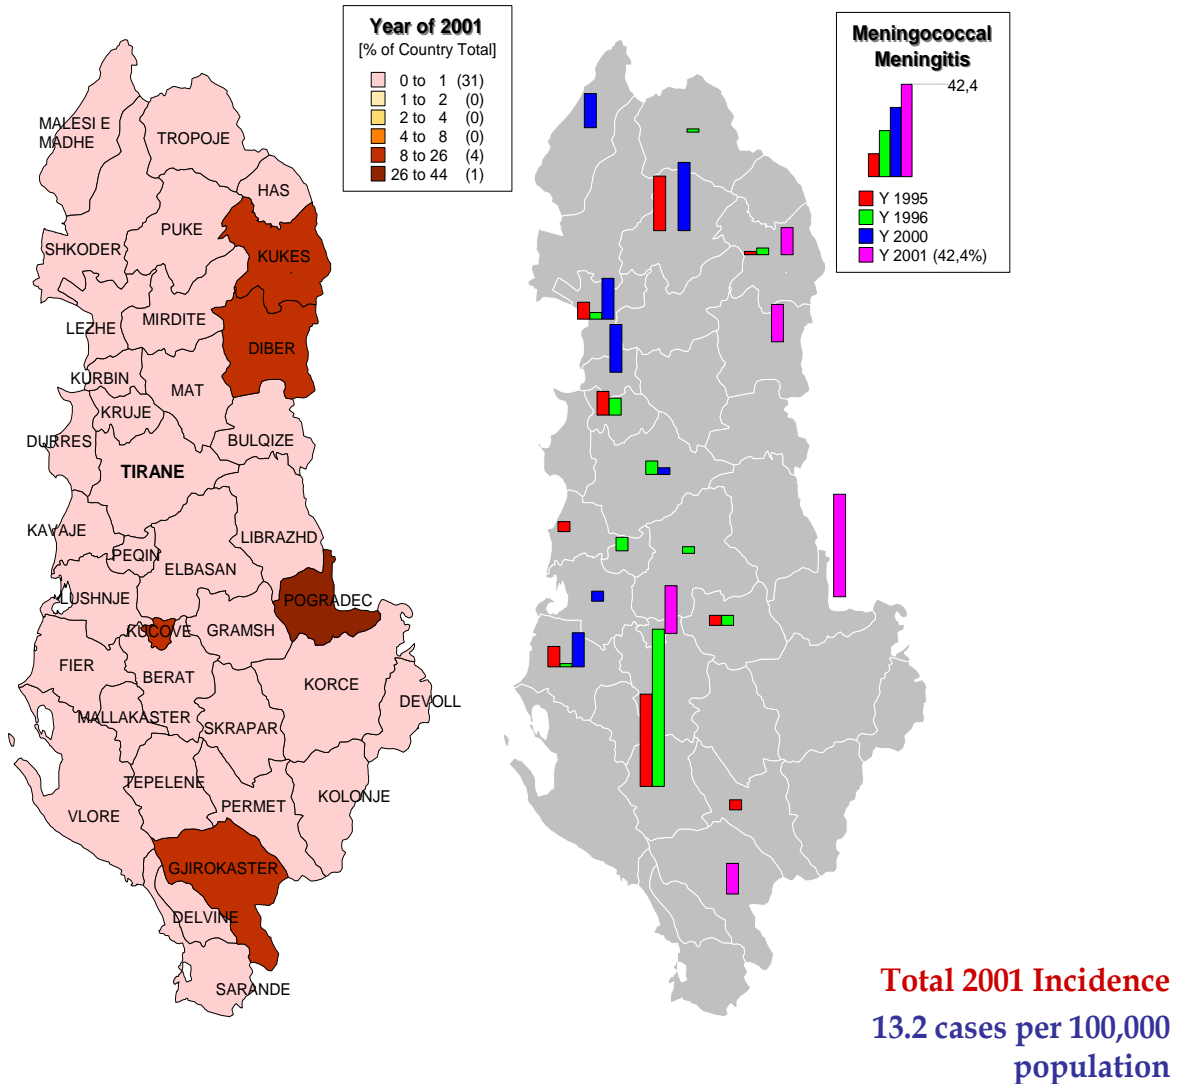 Year of 2001
[% of Country Total]
0 to 1 (31)
1 to 2 (0)
2 to 4 (0)
4 to 8 (0)
8 to 26 (4)
26 to 44 (1)
MALESI E
MADHE
TROPOJE
HAS
PUKE
SHKODER
KUKES
LEZHE
MIRDITE
DIBER
KURBIN
MAT
KRUJE
DURRES
BULQIZE
TIRANE
KAVAJE
LIBRAZHD
PEQIN
ELBASAN
LUSHNJE
POGRADEC
KUCOVE
GRAMSH
FIER
BERAT
KORCE
DEVOLL
MALLAKASTER
SKRAPAR
TEPELENE
KOLONJE
PERMET
VLORE
GJIROKASTER
DELVINE
SARANDE
Meningococcal
Meningitis
42,4
Y 1995
Y 1996
Y 2000
Y 2001 (42,4%)
Total 2001 Incidence
13.2 cases per 100,000
population